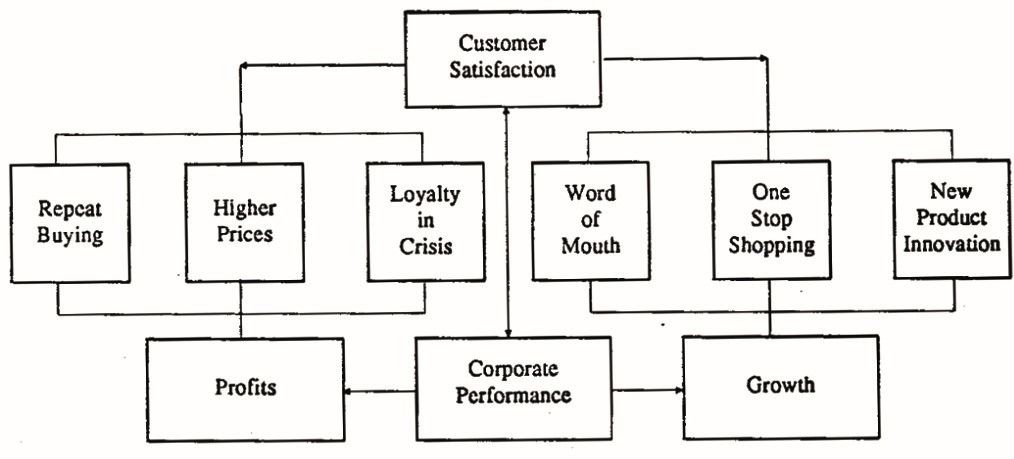 Customer
Satisfaction
Repeat
Buying
Higher
Prices
Loyalty
in
Crisis
Word
of
Mouth
One
Stop
Shopping
New
Product
Innovation
Profits
Corporate
Performance
Growth